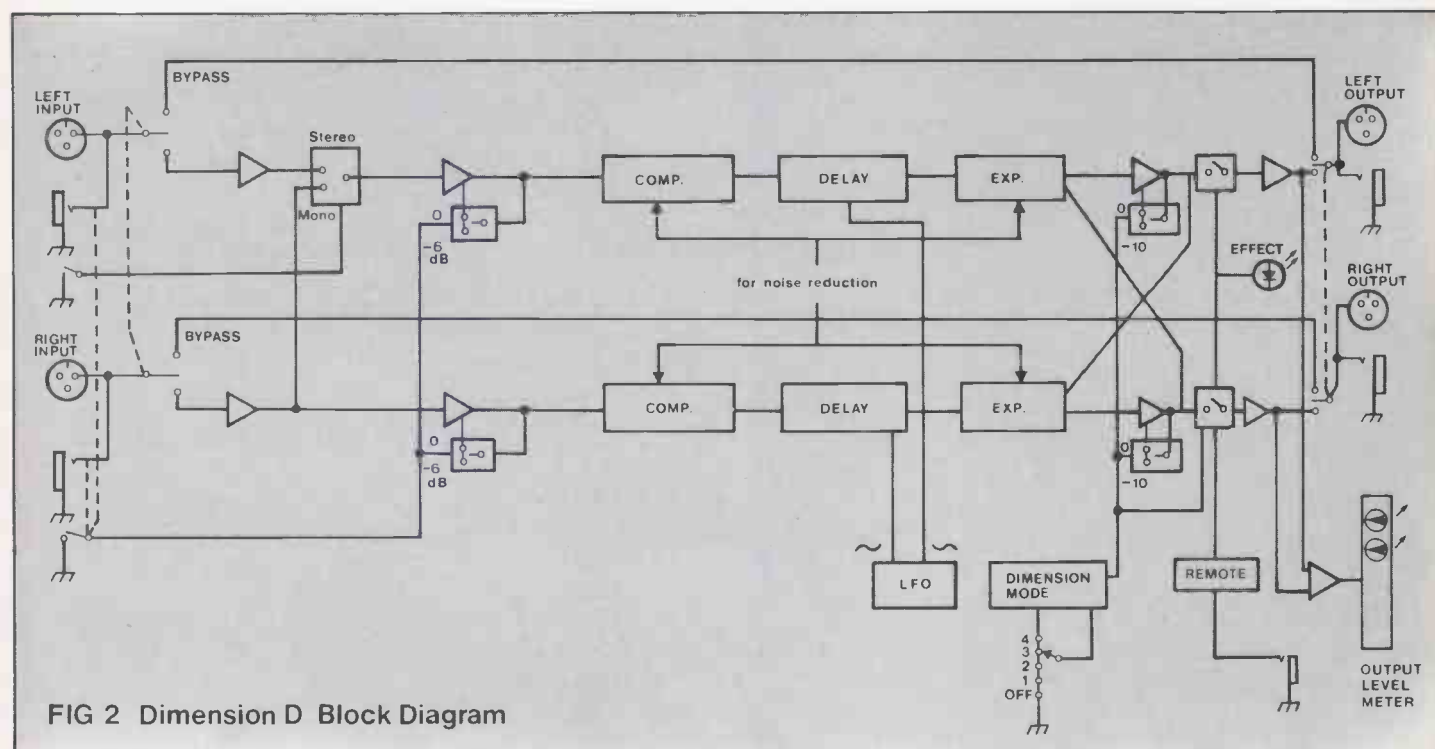 BYPASS
LEFT
INPUT
Stereo
Mono
COMP.
DELAY
EXP.
0
-6
dB
0
-10
LEFT
OUTPUT
EFFECT
for noise reduction
RIGHT
OUTPUT
BYPASS
RIGHT
INPUT
COMP.
DELAY
EXP.
0
-6
dB
0
-10
~ ~
LFO
DIMENSION
MODE
REMOTE
4
3
2
1
OFF
OUTPUT
LEVEL
METER
FIG 2 Dimension D Block Diagram